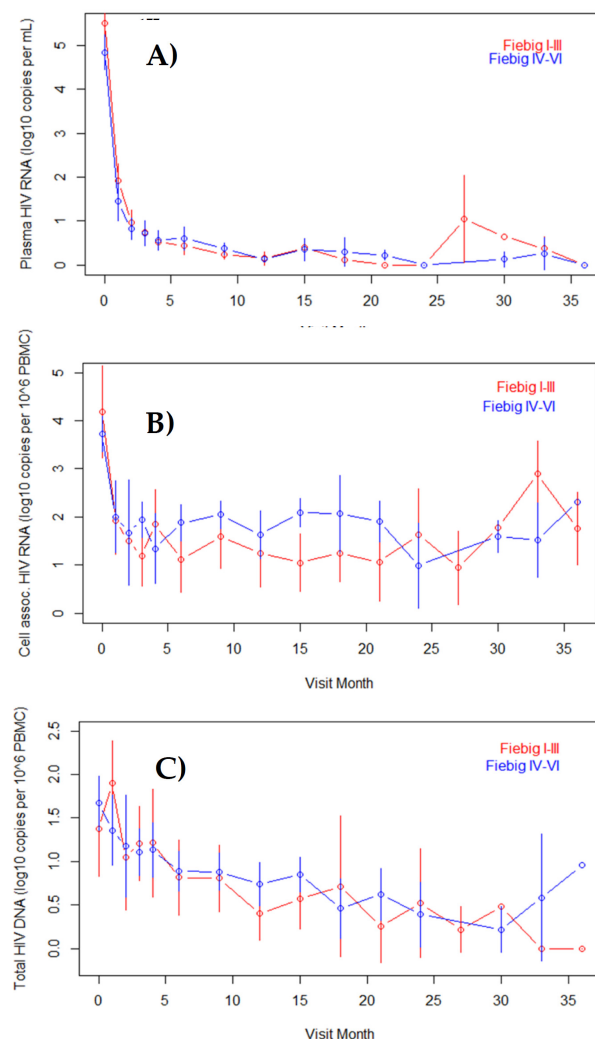 A)
Fiebig I-III
Fiebig IV-VI
Plasma HIV RNA (log10 copies per mL)
5
4
3
2
1
0
0 5 10 15 20 25 30 35
B)
Fiebig I-III
Fiebig IV-VI
Cell assoc. HIV RNA (log10 copies per 10^6 PBMC)
5
4
3
2
1
0
0 5 10 15 20 25 30 35
Visit Month
C)
Fiebig I-III
Fiebig IV-VI
Total HIV DNA (log10 copies per 10^6 PBMC)
2.5
2.0
1.5
1.0
0.5
0.0
0 5 10 15 20 25 30 35
Visit Month